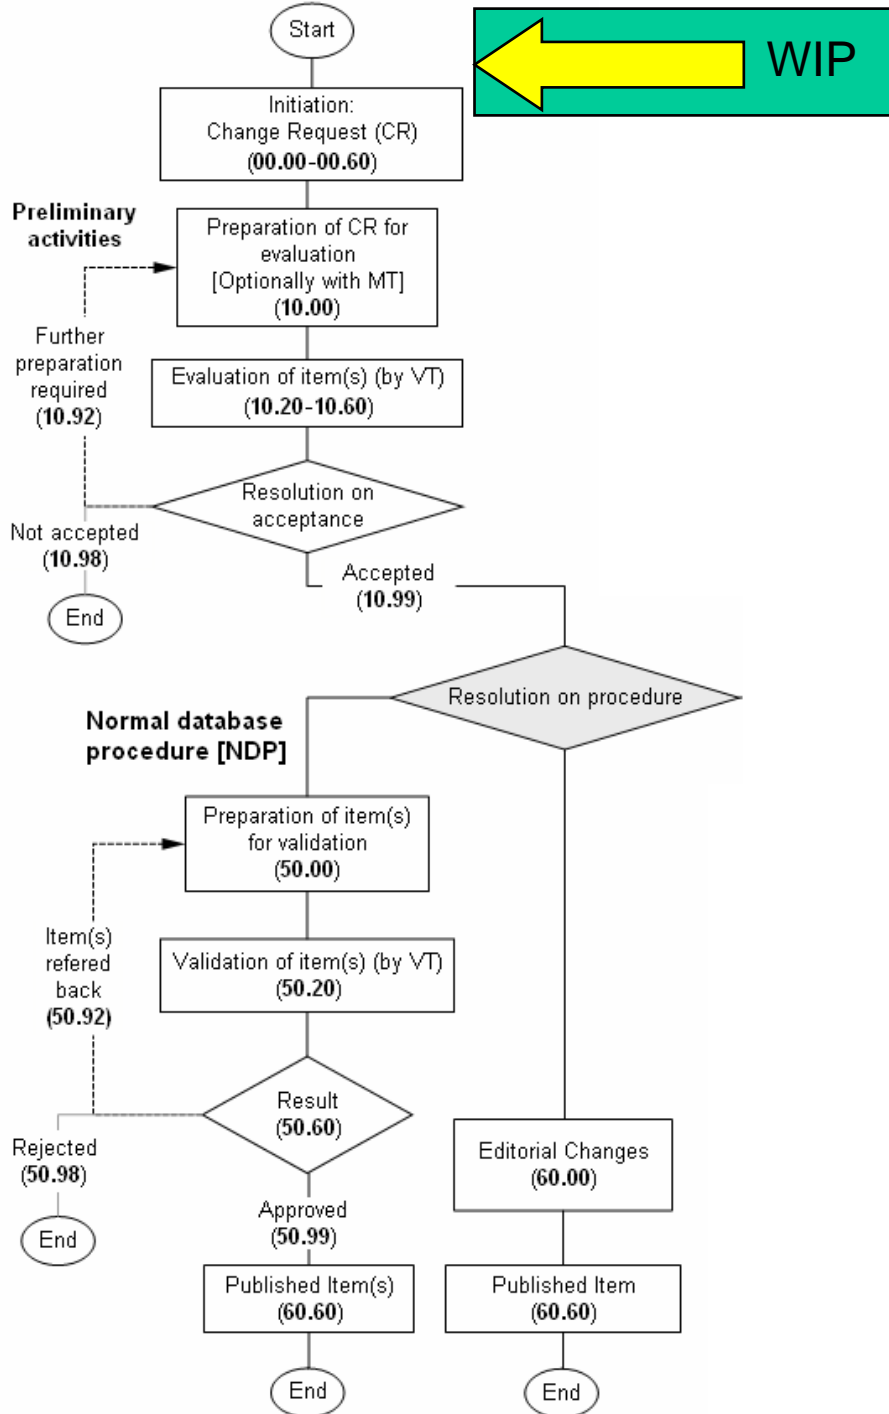 Start
WIP
Initiation:
Change Request (CR)
(00.00-00.60)
Preliminary
activities
Preparation of CR for
evaluation
[Optionally with MT]
(10.00)
Further
preparation
required
(10.92)
Evaluation of item(s) (by VT)
(10.20-10.60)
Resolution on
acceptance
Not accepted
(10.98)
End
Accepted
(10.99)
Resolution on procedure
Normal database
procedure [NDP]
Preparation of item(s)
for validation
(50.00)
Item(s)
refered
back
(50.92)
Validation of item(s) (by VT)
(50.20)
Result
(50.60)
Rejected
(50.98)
End
Approved
(50.99)
Editorial Changes
(60.00)
Published Item(s)
(60.60)
Published Item
(60.60)
End
End